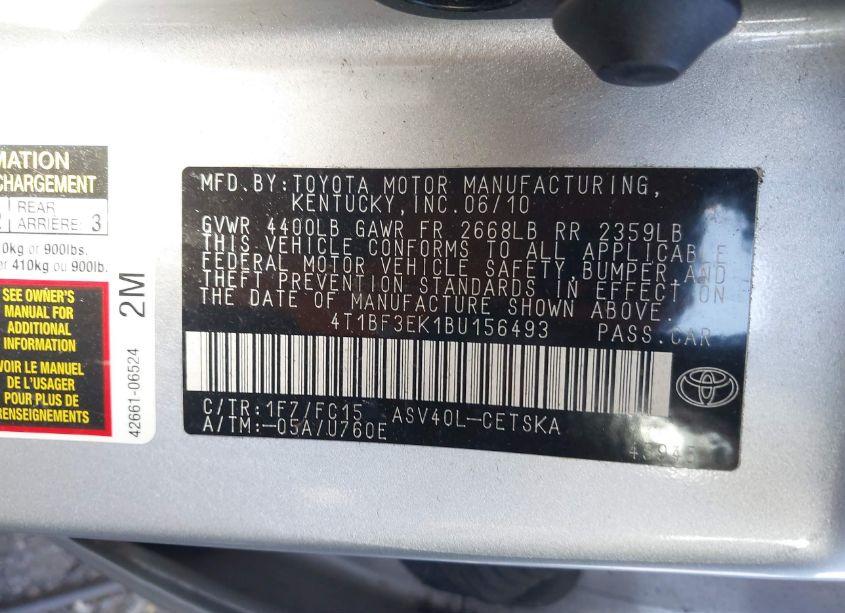 MATION
CHARGEMENT
REAR
ARRIÈRE 3
0kg or 900lbs.
r 410kg ou 900lb.
SEE OWNER'S
MANUAL FOR
ADDITIONAL
INFORMATION
VOIR LE MANUEL
DE L'USAGER
POUR PLUS DE
RENSEIGNEMENTS
2M
42661-06524
MFD.BY:TOYOTA MOTOR MANUFACTURING,
KENTUCKY,INC.06/10
GVWR 4400LB GAWR FR 2668LB RR 2359LB
THIS VEHICLE CONFORMS TO ALL APPLICABLE
FEDERAL MOTOR VEHICLE SAFETY,BUMPER,AND
THEFT PREVENTION STANDARDS IN EFFECT ON
THE DATE OF MANUFACTURE SHOWN ABOVE.
4T1BF3EK1BU156493 PASS.CAR
C/TR:1F7/FC15 ASV40L-CETSKA
A/TM:-05A/U760E